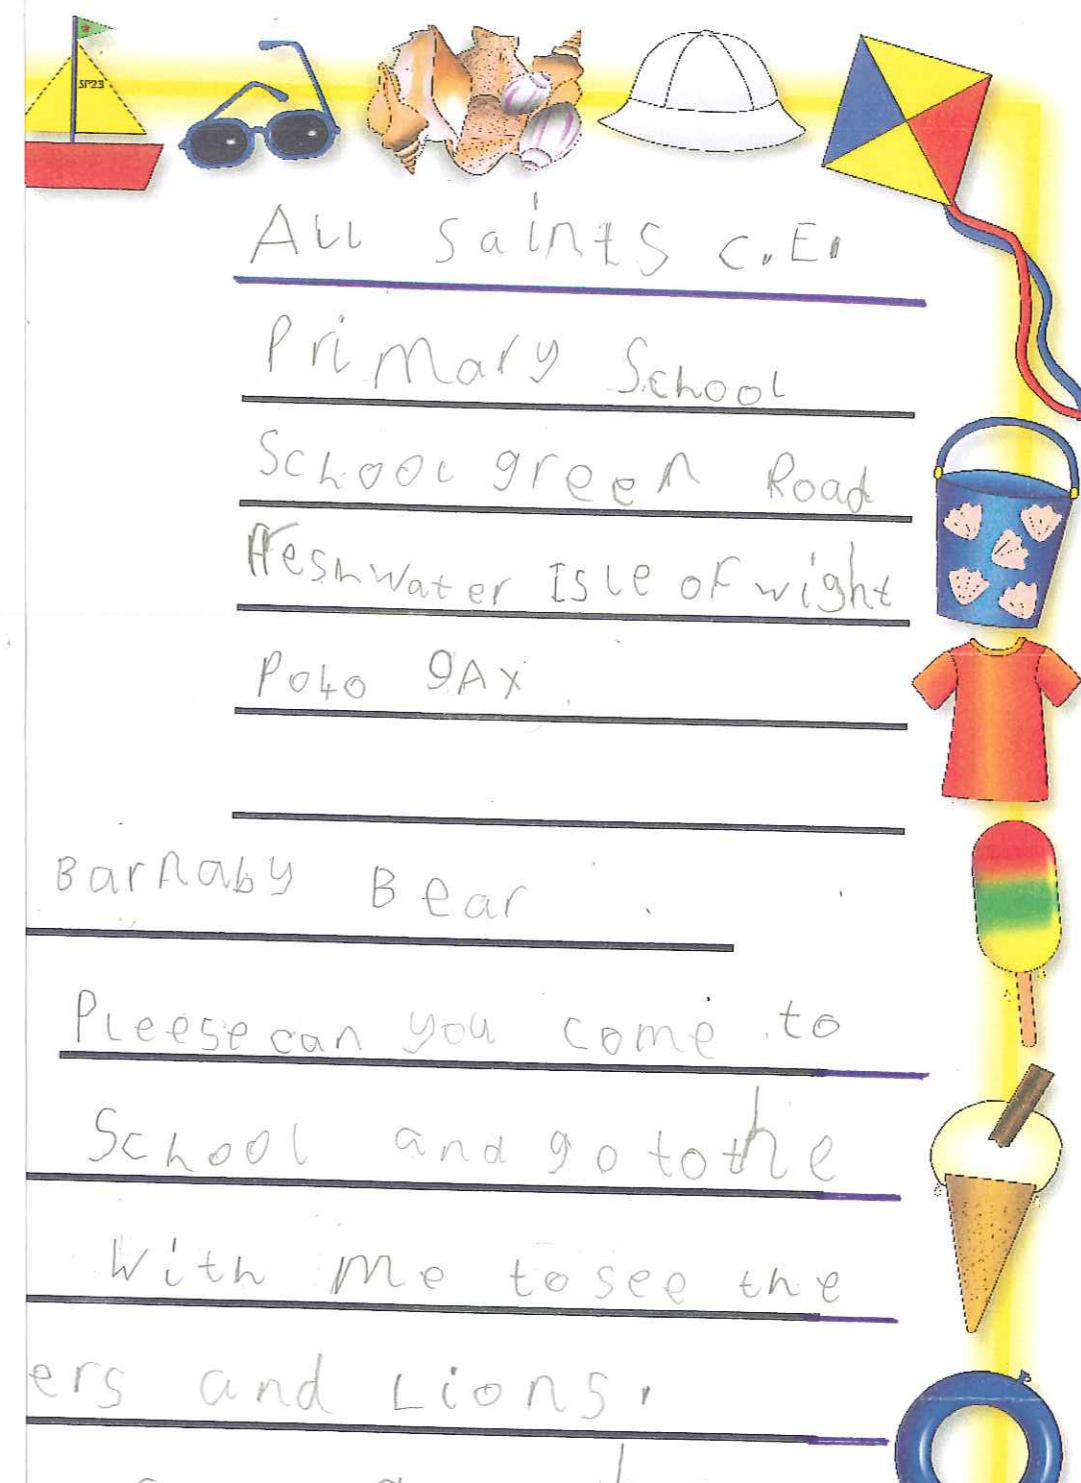 SP23
ALL Saints C.E.
Primary School
School green Road
Freshwater Isle of wight
Po40 9AX
Barnaby Bear
Pleese can you come to
School and go to the
With me to see the
ers and Lions.